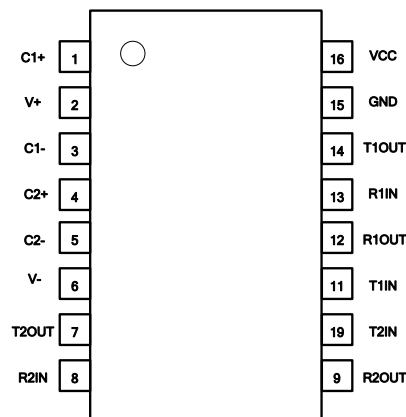 C1+ 1 16 VCC
V+ 2 15 GND
C1- 3 14 T1OUT
C2+ 4 13 R1IN
C2- 5 12 R1OUT
V- 6 11 T1IN
T2OUT 7 19 T2IN
R2IN 8 9 R2OUT